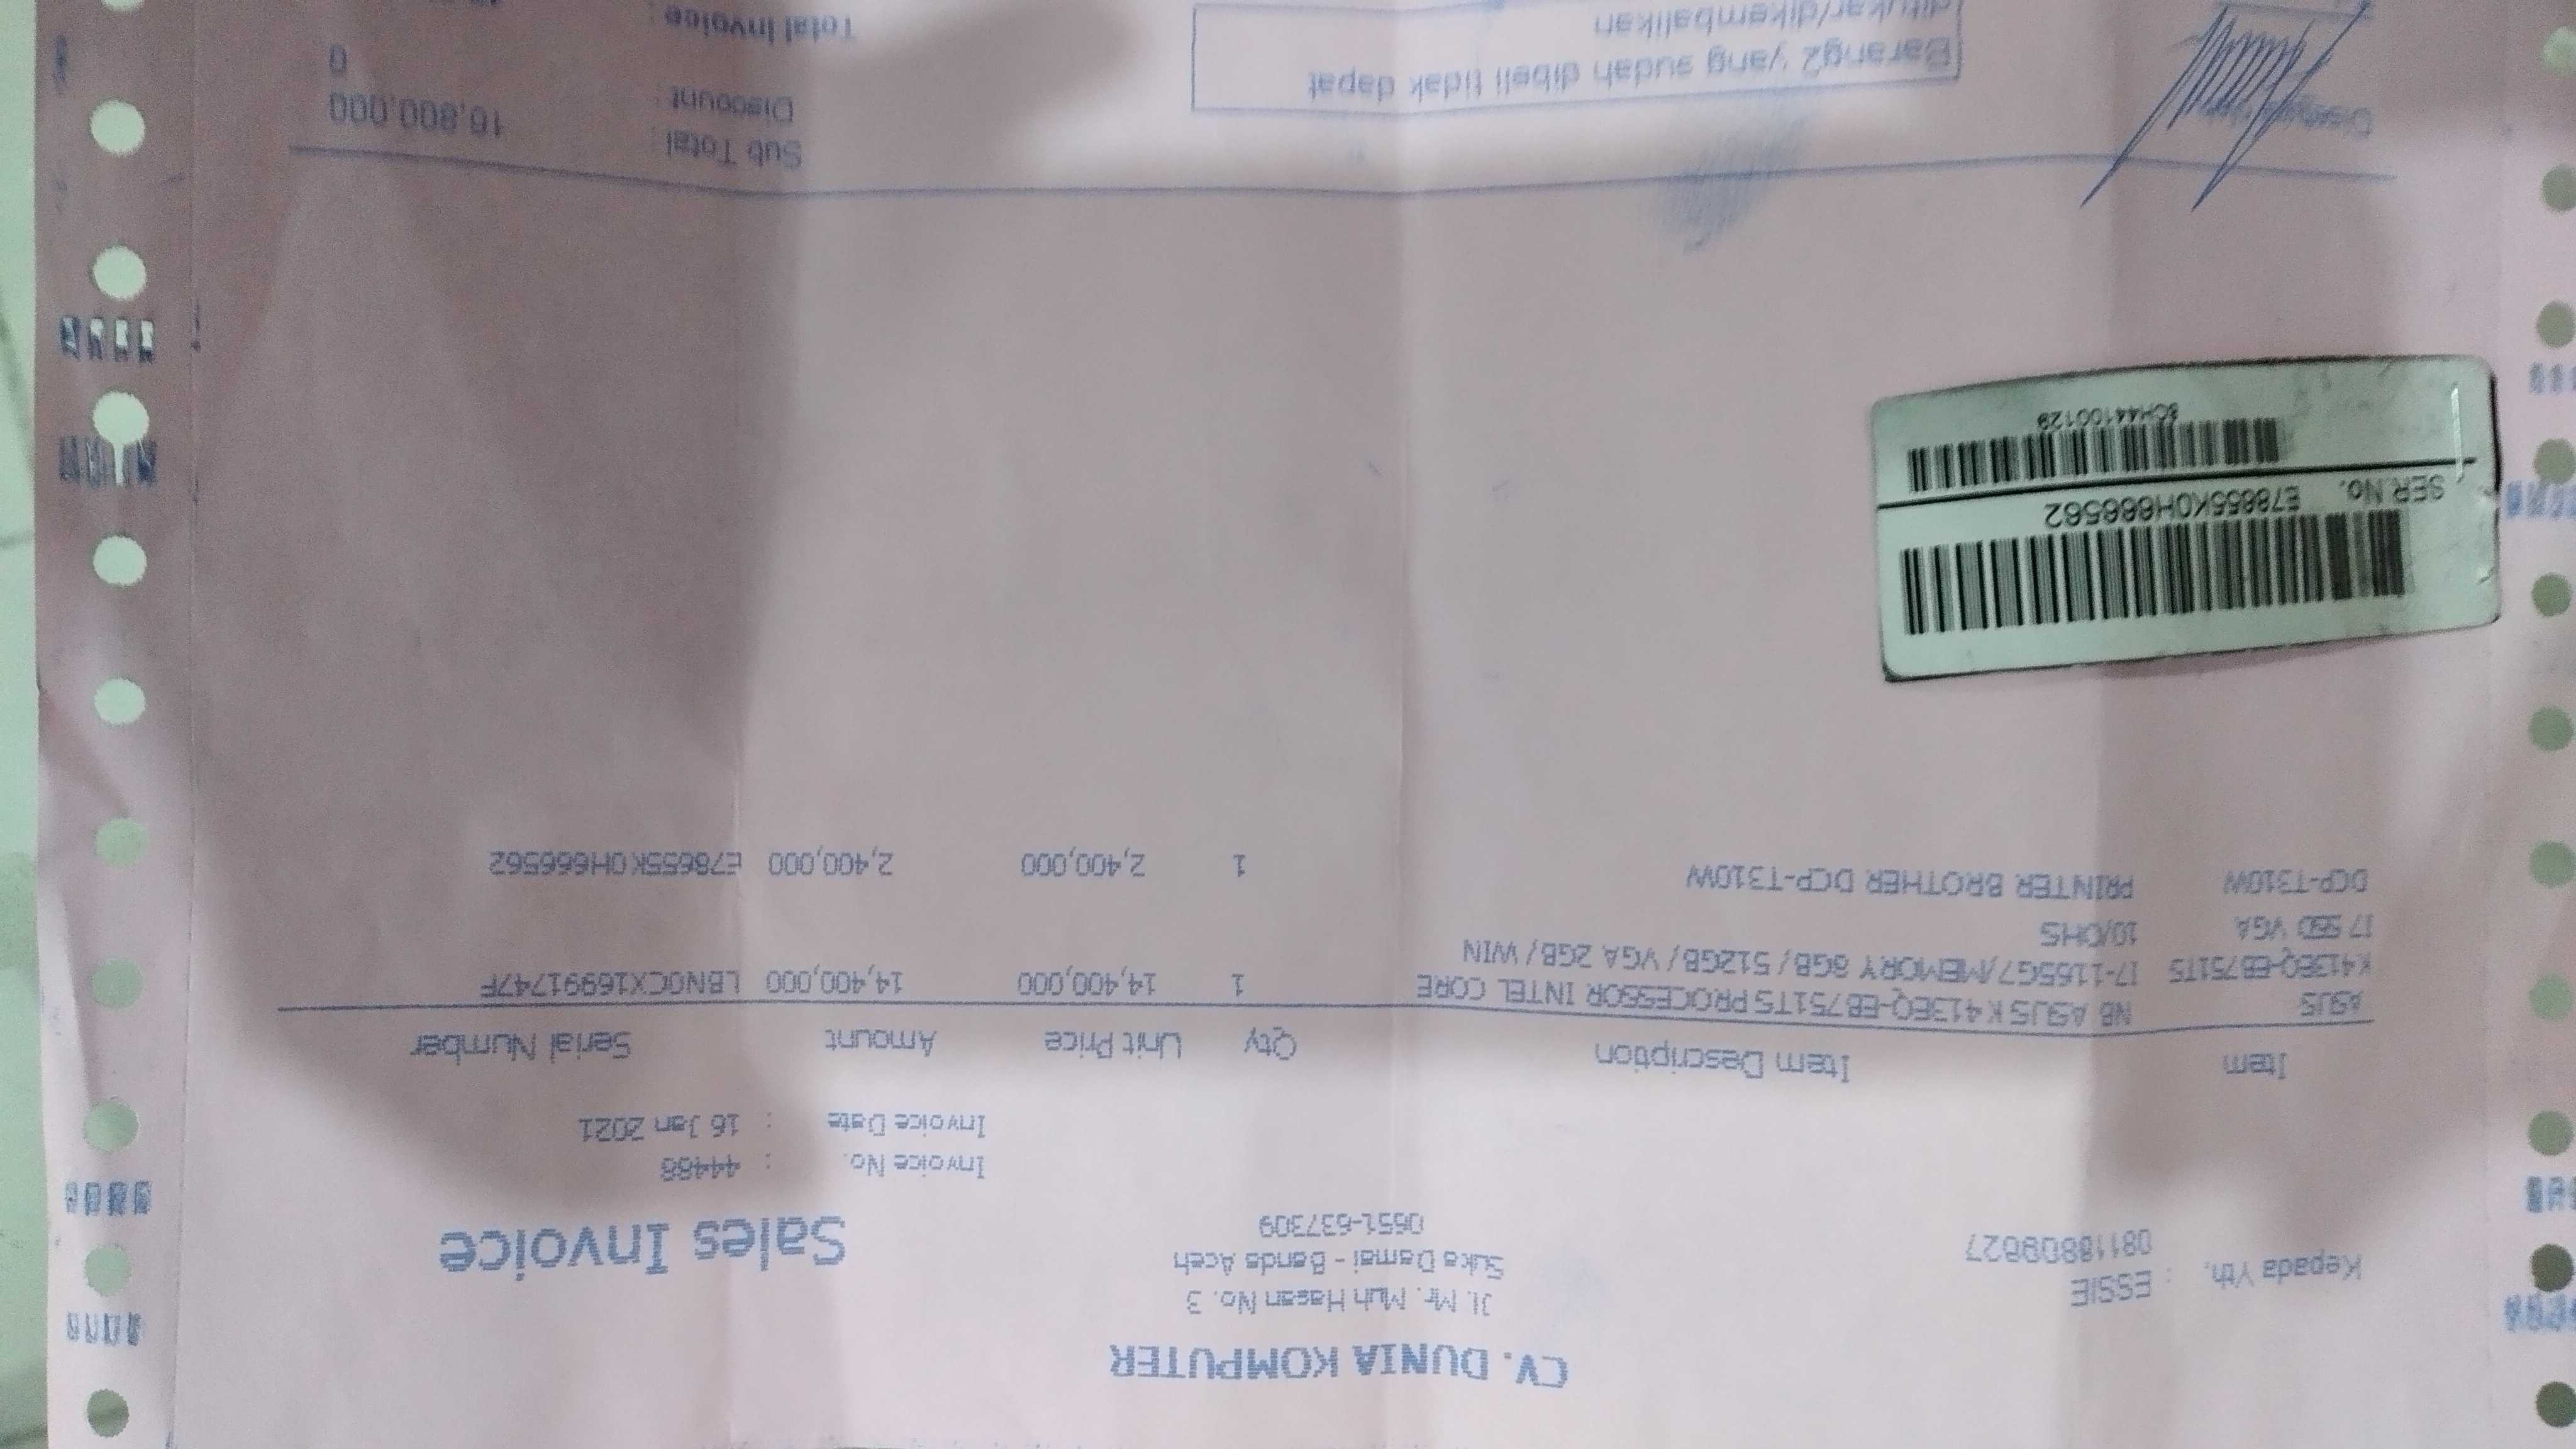 CV. DUNIA KOMPUTER
Jl. Mr. Muh Hasan No. 3
Suka Damai - Banda Aceh
0651-637309
Kepada Yth, : ESSIE
08118809627
Sales Invoice
Invoice No. : 44488
Invoice Date : 16 Jan 2021
Item Item Description Qty Unit Price Amount Serial Number
ASUS NB ASUS K413EQ-EB751TS PROCESSOR INTEL CORE 1 14,400,000 14,400,000 LBN0CX16991747F
K413EQ-EB751TS I7-1165G7/MEMORY 8GB/ 512GB/ VGA 2GB/ WIN
I7 SSD VGA 10/OHS
DCP-T310W PRINTER BROTHER DCP-T310W 1 2,400,000 2,400,000 E78655K0H666562
SER.No. E78655K0H666562
8CH44100129
Sub Total : 16,800,000
Discount : 0
Total Invoice :
Barang2 yang sudah dibeli tidak dapat
ditukar/dikembalikan